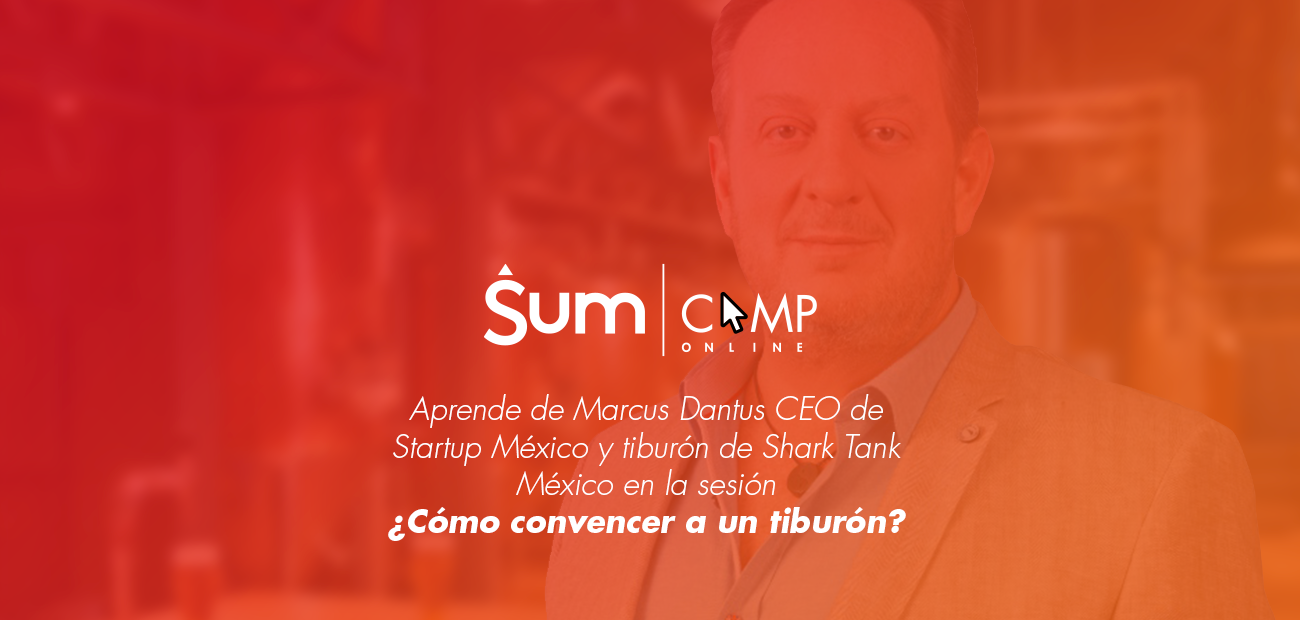 Sum
CAMP
ONLINE
Aprende de Marcus Dantus CEO de
Startup México y tiburón de Shark Tank
México en la sesión
¿Cómo convencer a un tiburón?